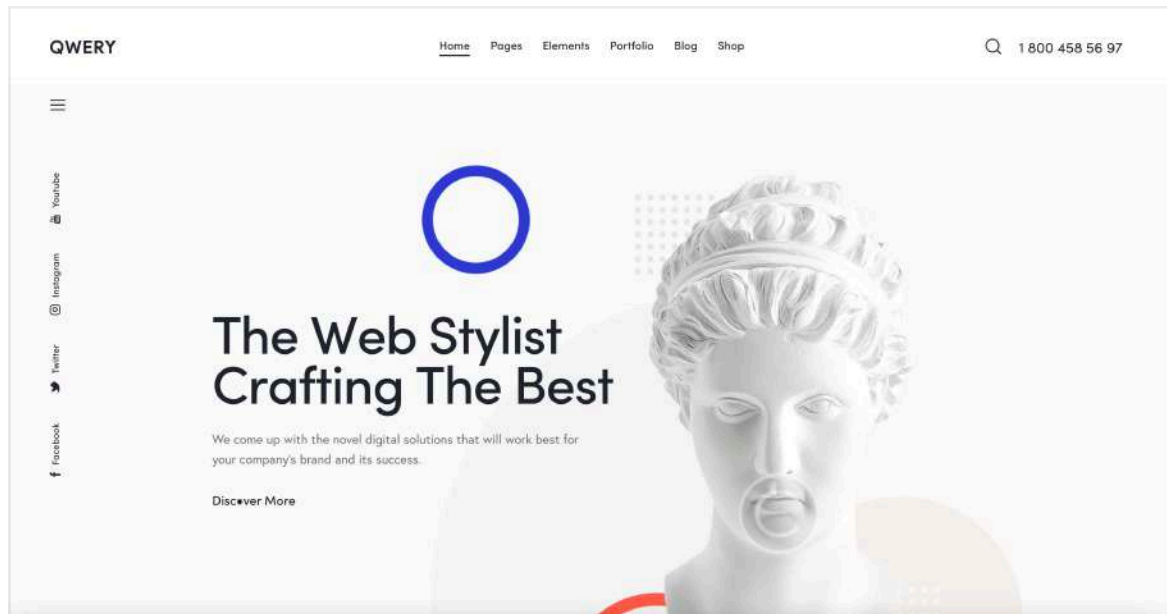 QWERY
Home Pages Elements Portfolio Blog Shop
1 800 458 56 97
Youtube
Instagram
Twitter
Facebook
The Web Stylist
Crafting The Best
We come up with the novel digital solutions that will work best for
your company's brand and its success.
Discover More